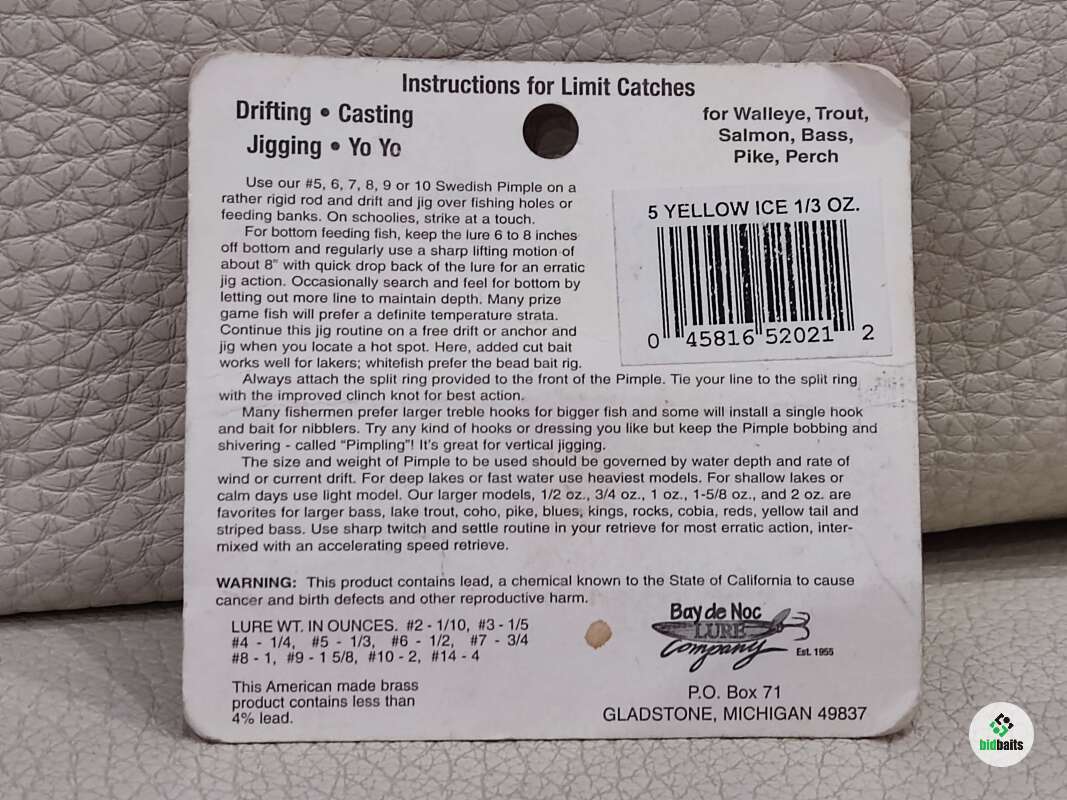 Instructions for Limit Catches
Drifting • Casting
Jigging • Yo Yo
for Walleye, Trout,
Salmon, Bass,
Pike, Perch
Use our #5, 6, 7, 8, 9 or 10 Swedish Pimple on a
rather rigid rod and drift and jig over fishing holes or
feeding banks. On schoolies, strike at a touch.
For bottom feeding fish, keep the lure 6 to 8 inches
off bottom and regularly use a sharp lifting motion of
about 8" with quick drop back of the lure for an erratic
jig action. Occasionally search and feel for bottom by
letting out more line to maintain depth. Many prize
game fish will prefer a definite temperature strata.
Continue this jig routine on a free drift or anchor and
jig when you locate a hot spot. Here, added cut bait
works well for lakers; whitefish prefer the bead bait rig.
5 YELLOW ICE 1/3 OZ.
0 45816 52021 2
Always attach the split ring provided to the front of the Pimple. Tie your line to the split ring
with the improved clinch knot for best action.
Many fishermen prefer larger treble hooks for bigger fish and some will install a single hook
and bait for nibblers. Try any kind of hooks or dressing you like but keep the Pimple bobbing and
shivering - called "Pimpling"! It's great for vertical jigging.
The size and weight of Pimple to be used should be governed by water depth and rate of
wind or current drift. For deep lakes or fast water use heaviest models. For shallow lakes or
calm days use light model. Our larger models, 1/2 oz., 3/4 oz., 1 oz., 1-5/8 oz., and 2 oz. are
favorites for larger bass, lake trout, coho, pike, blues, kings, rocks, cobia, reds, yellow tail and
striped bass. Use sharp twitch and settle routine in your retrieve for most erratic action, inter-
mixed with an accelerating speed retrieve.
WARNING: This product contains lead, a chemical known to the State of California to cause
cancer and birth defects and other reproductive harm.
LURE WT. IN OUNCES. #2 - 1/10, #3 - 1/5
#4 - 1/4, #5 - 1/3, #6 - 1/2, #7 - 3/4
#8 - 1, #9 - 1 5/8, #10 - 2, #14 - 4
This American made brass
product contains less than
4% lead.
Bay de Noc
LURE
Company
Est. 1955
P.O. Box 71
GLADSTONE, MICHIGAN 49837
bidbaits